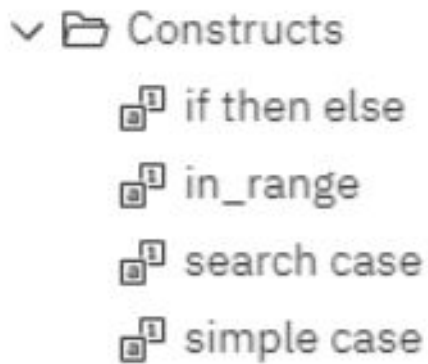 Constructs
if then else
in_range
search case
simple case